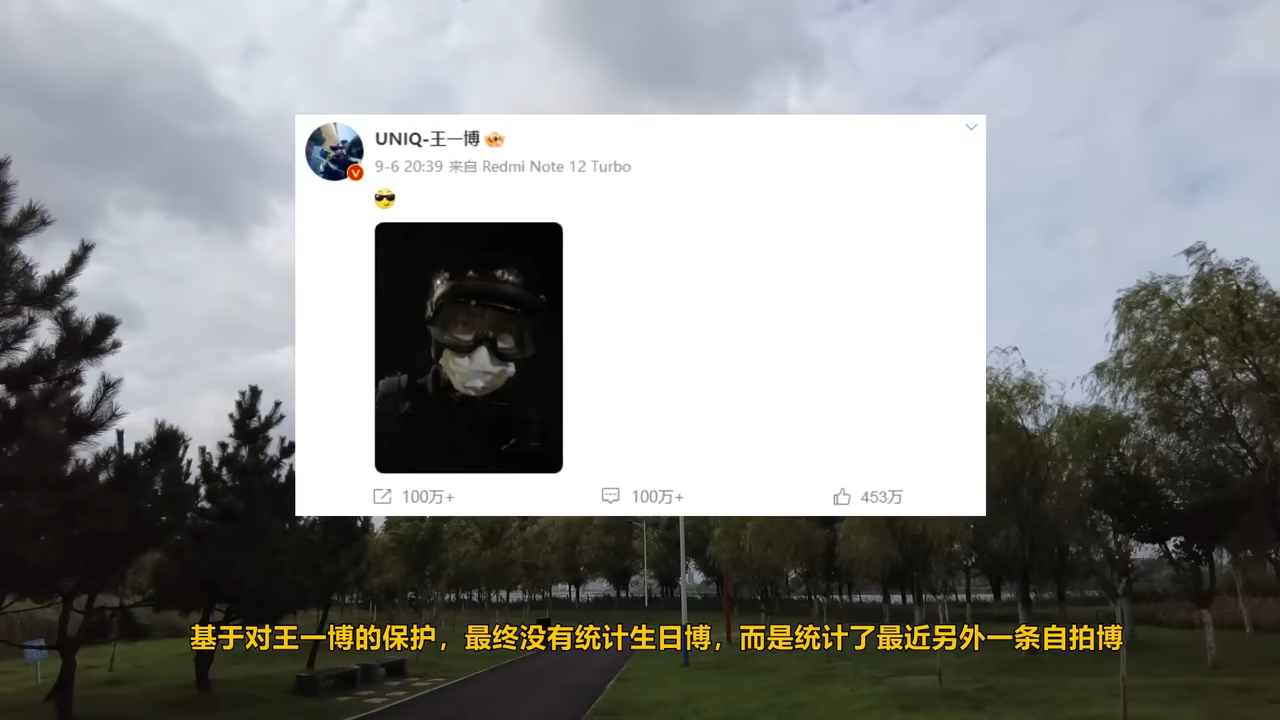 UNIQ-王一博
9-6 20:39 来自 Redmi Note 12 Turbo
100万+
100万+
453万
基于对王一博的保护，最终没有统计生日博，而是统计了最近另外一条自拍博